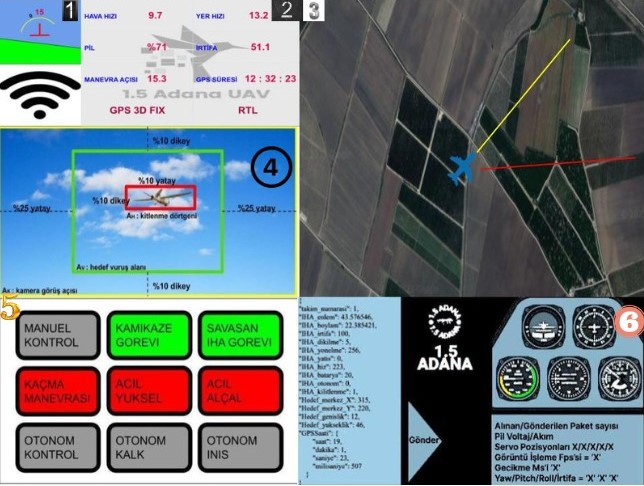 15
1
HAVA HIZI 9.7 YER HIZI 13.2
2
PİL %71 İRTİFA 51.1
MANEVRA AÇISI 15.3 GPS SÜRESİ 12 : 32 : 23
1.5 Adana UAV
GPS 3D FIX RTL
3
%10 dikey
4
%10 yatay
%10 dikey
%25 yatay
%25 yatay
AH : kitlenme dörtgeni
AV : hedef vuruş alanı
%10 dikey
AK : kamera görüş açısı
5
MANUEL
KONTROL
KAMIKAZE
GOREVI
SAVASAN
IHA GOREVI
KAÇMA
MANEVRASI
ACIL
YUKSEL
ACIL
ALÇAL
OTONOM
KONTROL
OTONOM
KALK
OTONOM
INIS
"takim_numarasi": 1,
"IHA_enlem": 43.576546,
"IHA_boylam": 22.385421,
"IHA_irtifa": 100,
"IHA_dikilme": 5,
"IHA_yonelme": 256,
"IHA_yatis": 0,
"IHA_hiz": 223,
"IHA_batarya": 20,
"IHA_otonom": 0,
"IHA_kilitlenme": 1,
"Hedef_merkez_X": 315,
"Hedef_merkez_Y": 220,
"Hedef_genislik": 12,
"Hedef_yukseklik": 46,
"GPSSaati": {
"saat": 19,
"dakika": 1,
"saniye": 23,
"milisaniye": 507
}
1.5 ADANA
1.5
ADANA
Gönder
6
Alınan/Gönderilen Paket sayısı
Pil Voltaj/Akım
Servo Pozisyonları X/X/X/X/X
Görüntü İşleme Fps'si = 'X'
Gecikme Ms'i 'X'
Yaw/Pitch/Roll/İrtifa = 'X' 'X' 'X'